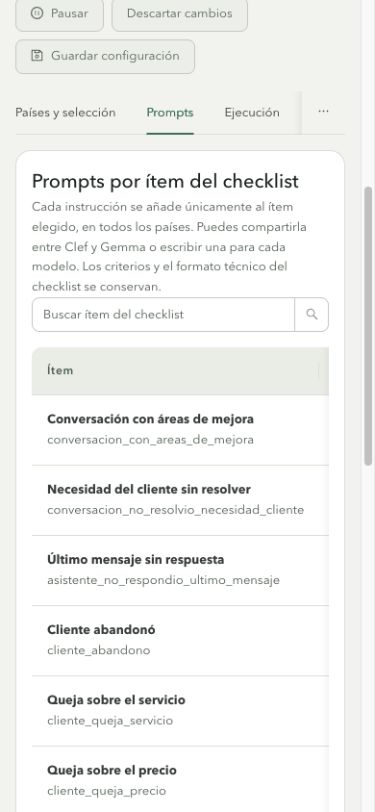 Pausar
Descartar cambios
Guardar configuración
Países y selección
Prompts
Ejecución
...
Prompts por ítem del checklist
Cada instrucción se añade únicamente al ítem
elegido, en todos los países. Puedes compartirla
entre Clef y Gemma o escribir una para cada
modelo. Los criterios y el formato técnico del
checklist se conservan.
Buscar ítem del checklist
Ítem
Conversación con áreas de mejora
conversacion_con_areas_de_mejora
Necesidad del cliente sin resolver
conversacion_no_resolvio_necesidad_cliente
Último mensaje sin respuesta
asistente_no_respondio_ultimo_mensaje
Cliente abandonó
cliente_abandono
Queja sobre el servicio
cliente_queja_servicio
Queja sobre el precio
cliente_queja_precio